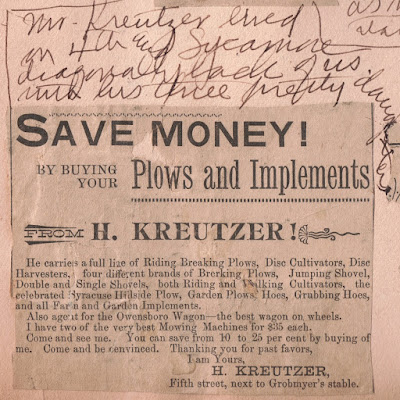 Mr. Kreutzer lived
on 4th and Sycamore
diagonally back of us
with his three pretty daughters
SAVE MONEY!
BY BUYING
YOUR
Plows and Implements
FROM H. KREUTZER!
He carries a full line of Riding Breaking Plows, Disc Cultivators, Disc
Harvesters, four different brands of Brerking Plows, Jumping Shovel,
Double and Single Shovels, both Riding and Walking Cultivators, the
celebrated Syracuse Hillside Plow, Garden Plows, Hoes, Grubbing Hoes,
and all Farm and Garden Implements.
Also agent for the Owensboro Wagon—the best wagon on wheels.
I have two of the very best Mowing Machines for $35 each.
Come and see me. You can save from 10 to 25 per cent by buying of
me. Come and be convinced. Thanking you for past favors,
I am Yours,
H. KREUTZER,
Fifth street, next to Grobmyer's stable.